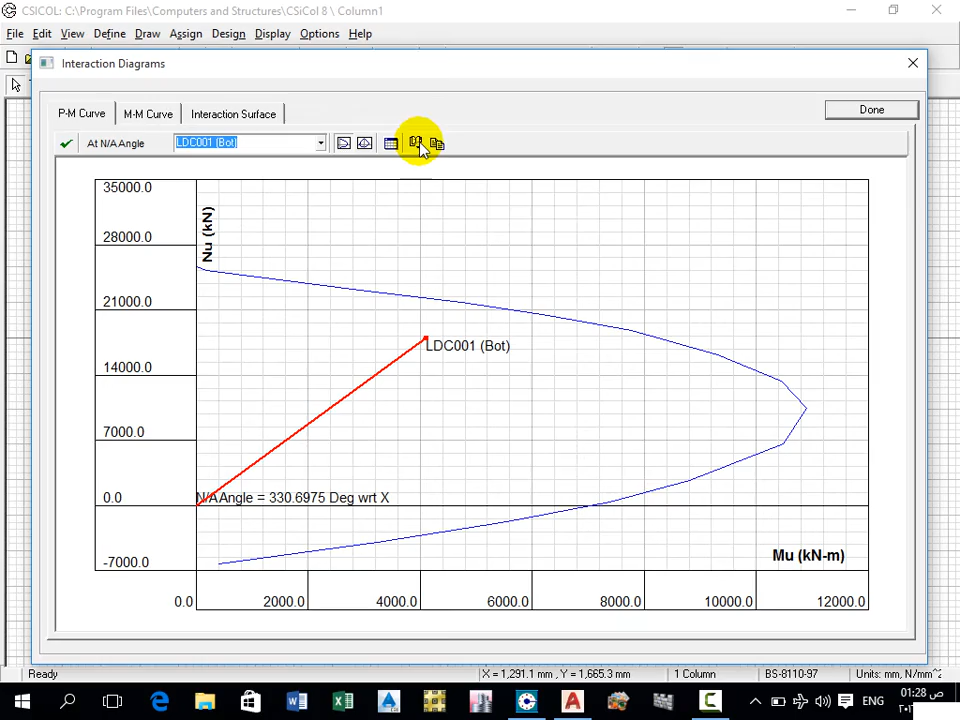 CSICOL: C:\Program Files\Computers and Structures\CSiCol 8 \ Column1
File Edit View Define Draw Assign Design Display Options Help
Interaction Diagrams
P-M Curve M-M Curve Interaction Surface Done
At N/A Angle LDC001 (Bot)
35000.0
28000.0
21000.0
14000.0
7000.0
0.0
-7000.0
Nu (kN)
LDC001 (Bot)
N/A Angle = 330.6975 Deg wrt X
Mu (kN-m)
0.0 2000.0 4000.0 6000.0 8000.0 10000.0 12000.0
Ready X = 1,291.1 mm , Y = 1,665.3 mm 1 Column BS-8110-97 Units: mm, N/mm^2
ENG 01:28 ص